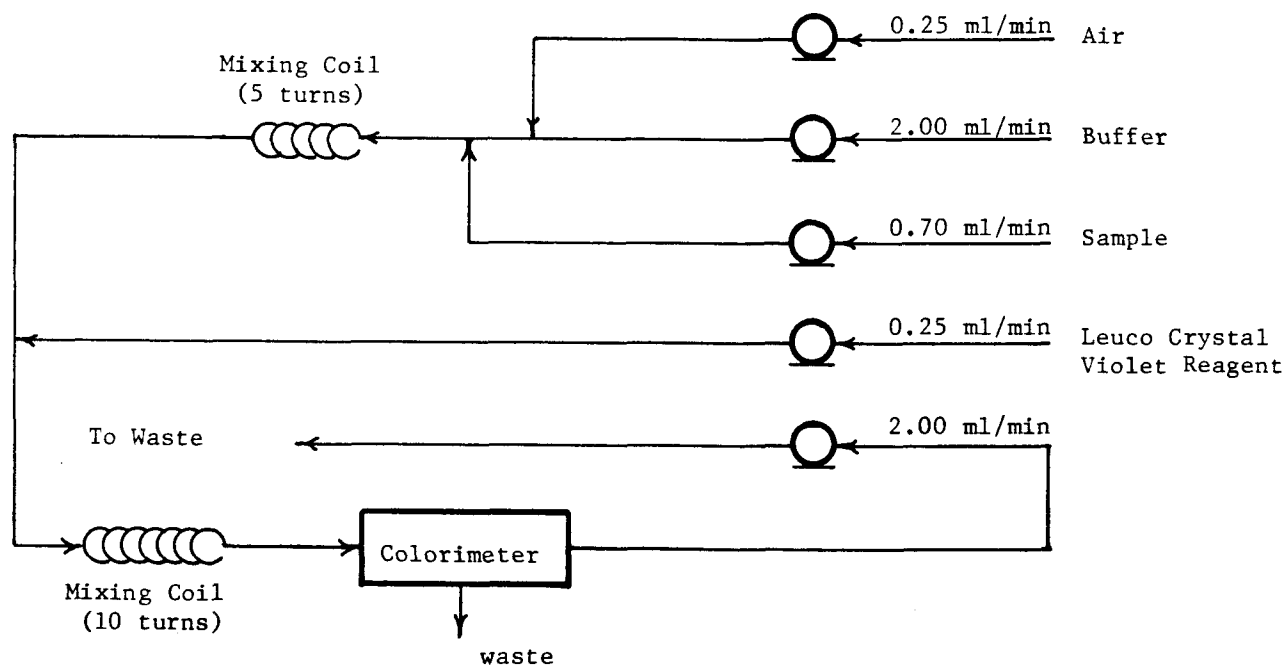 0.25 ml/min Air
Mixing Coil
(5 turns)
2.00 ml/min Buffer
0.70 ml/min Sample
0.25 ml/min Leuco Crystal
Violet Reagent
To Waste
2.00 ml/min
Colorimeter
Mixing Coil
(10 turns)
waste